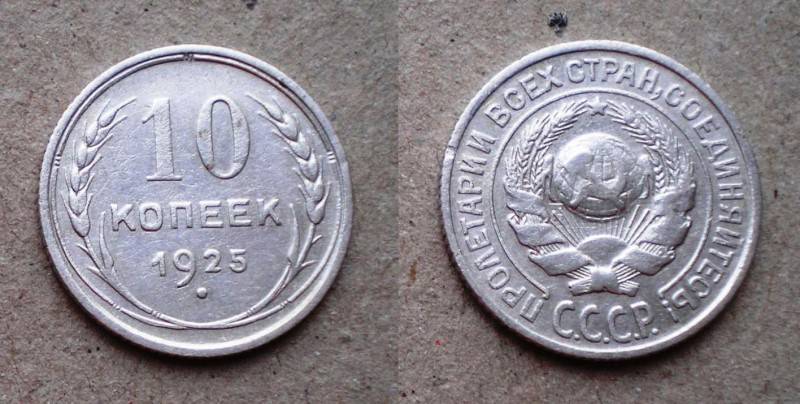 10
КОПЕЕК
1925
ПРОЛЕТАРИИ ВСЕХ СТРАН, СОЕДИНЯЙТЕСЬ!
С.С.С.Р.